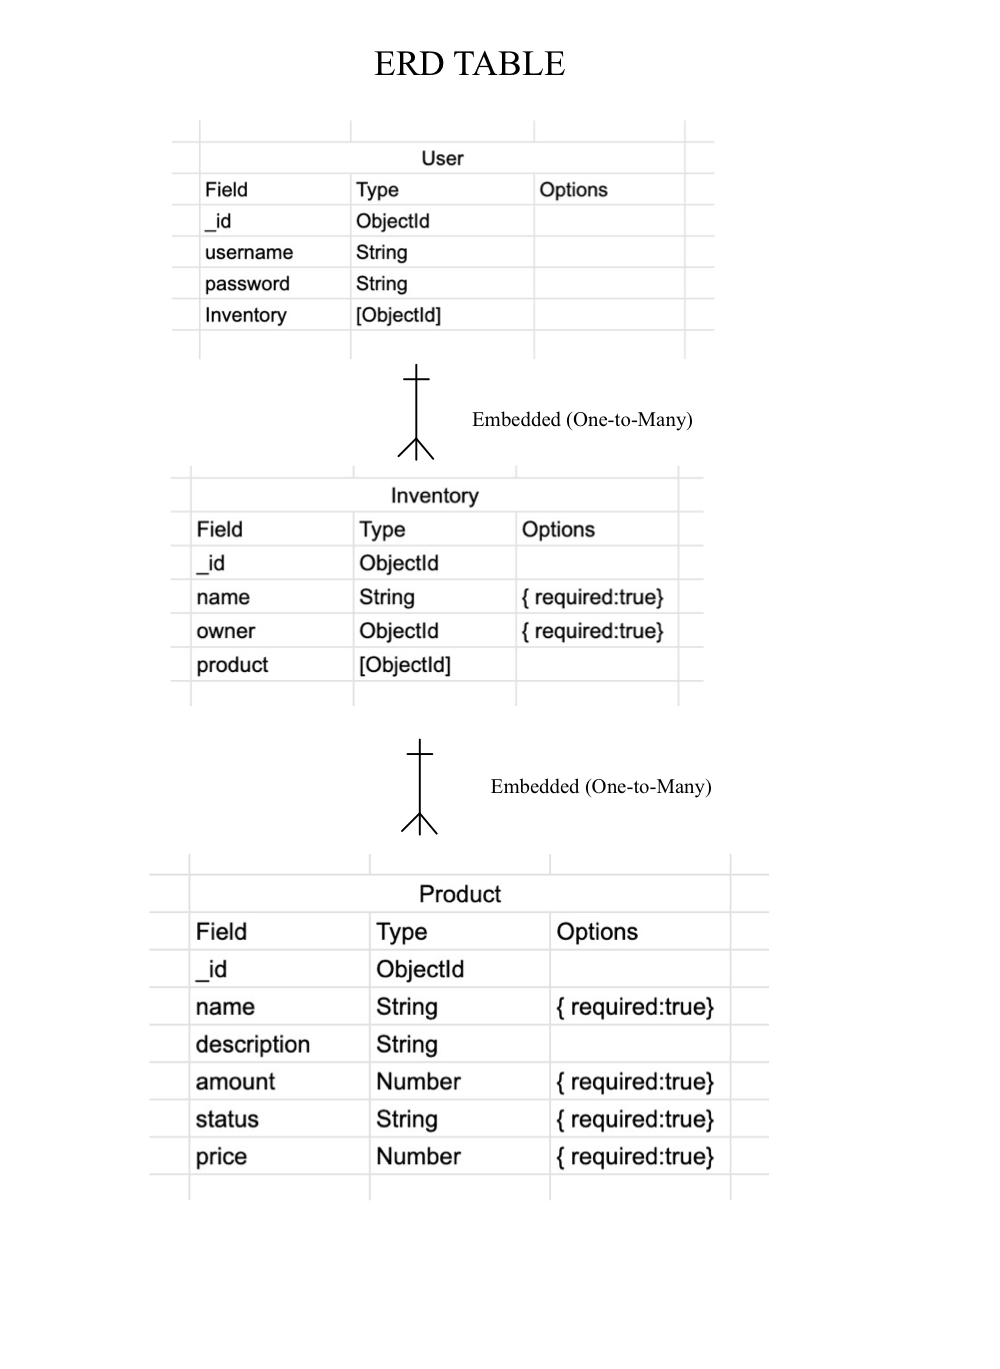 ERD TABLE
User
Field Type Options
_id ObjectId
username String
password String
Inventory [ObjectId]
Embedded (One-to-Many)
Inventory
Field Type Options
_id ObjectId
name String { required:true}
owner ObjectId { required:true}
product [ObjectId]
Embedded (One-to-Many)
Product
Field Type Options
_id ObjectId
name String { required:true}
description String
amount Number { required:true}
status String { required:true}
price Number { required:true}